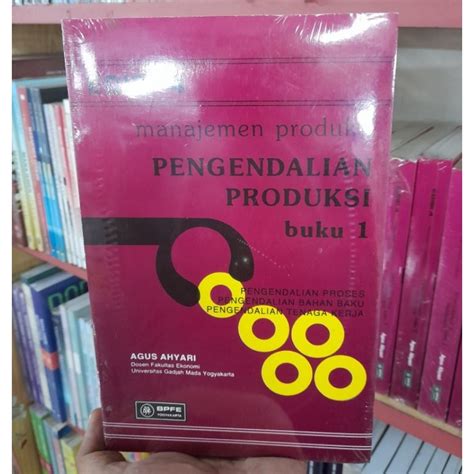 manajemen produksi
PENGENDALIAN
PRODUKSI
buku 1
PENGENDALIAN PROSES
PENGENDALIAN BAHAN BAKU
PENGENDALIAN TENAGA KERJA
AGUS AHYARI
Dosen Fakultas Ekonomi
Universitas Gadjah Mada Yogyakarta
BPFE
YOGYAKARTA